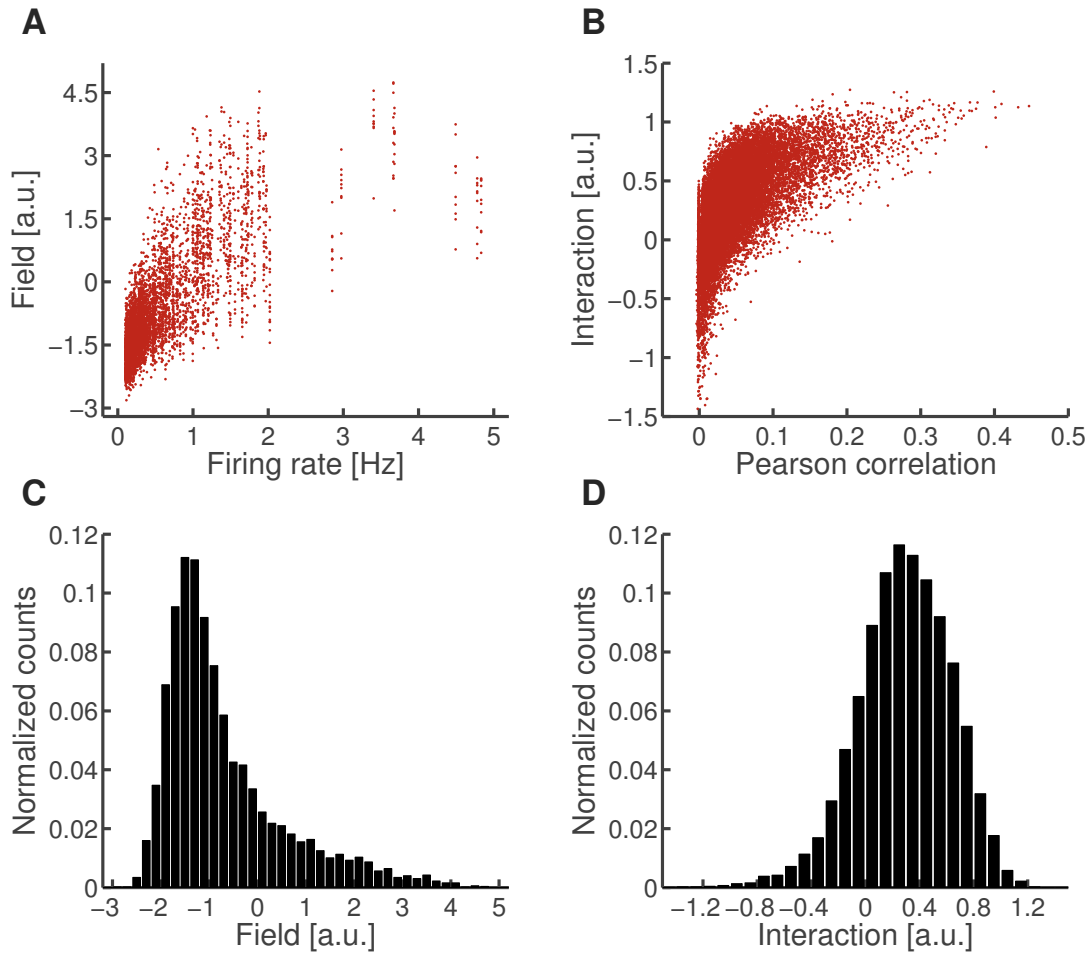 A
4.5
3
1.5
0
−1.5
−3
Field [a.u.]
0 1 2 3 4 5
Firing rate [Hz]
B
1.5
1
0.5
0
−0.5
−1
−1.5
Interaction [a.u.]
0 0.1 0.2 0.3 0.4 0.5
Pearson correlation
C
0.12
0.1
0.08
0.06
0.04
0.02
0
Normalized counts
−3 −2 −1 0 1 2 3 4 5
Field [a.u.]
D
0.12
0.1
0.08
0.06
0.04
0.02
0
Normalized counts
−1.2 −0.8 −0.4 0 0.4 0.8 1.2
Interaction [a.u.]